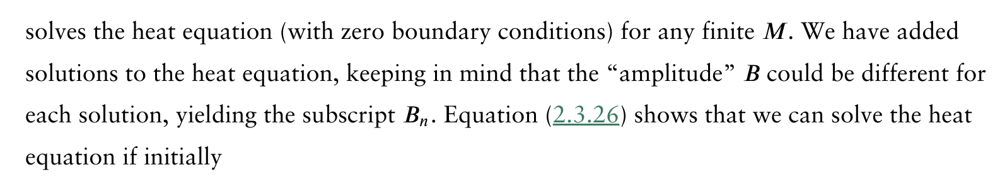 solves the heat equation (with zero boundary conditions) for any finite M. We have added
solutions to the heat equation, keeping in mind that the “amplitude” B could be different for
each solution, yielding the subscript Bₙ. Equation (2.3.26) shows that we can solve the heat
equation if initially